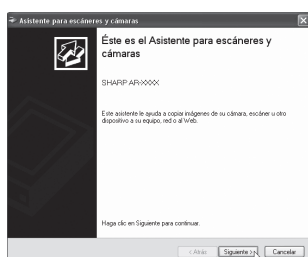 Asistente para escáneres y cámaras
Éste es el Asistente para escáneres y
cámaras
SHARP AR-XXXX
Este asistente le ayuda a copiar imágenes de su cámara, escáner u otro
dispositivo a su equipo, red o al Web.
Haga clic en Siguiente para continuar.
< Atrás
Siguiente >
Cancelar